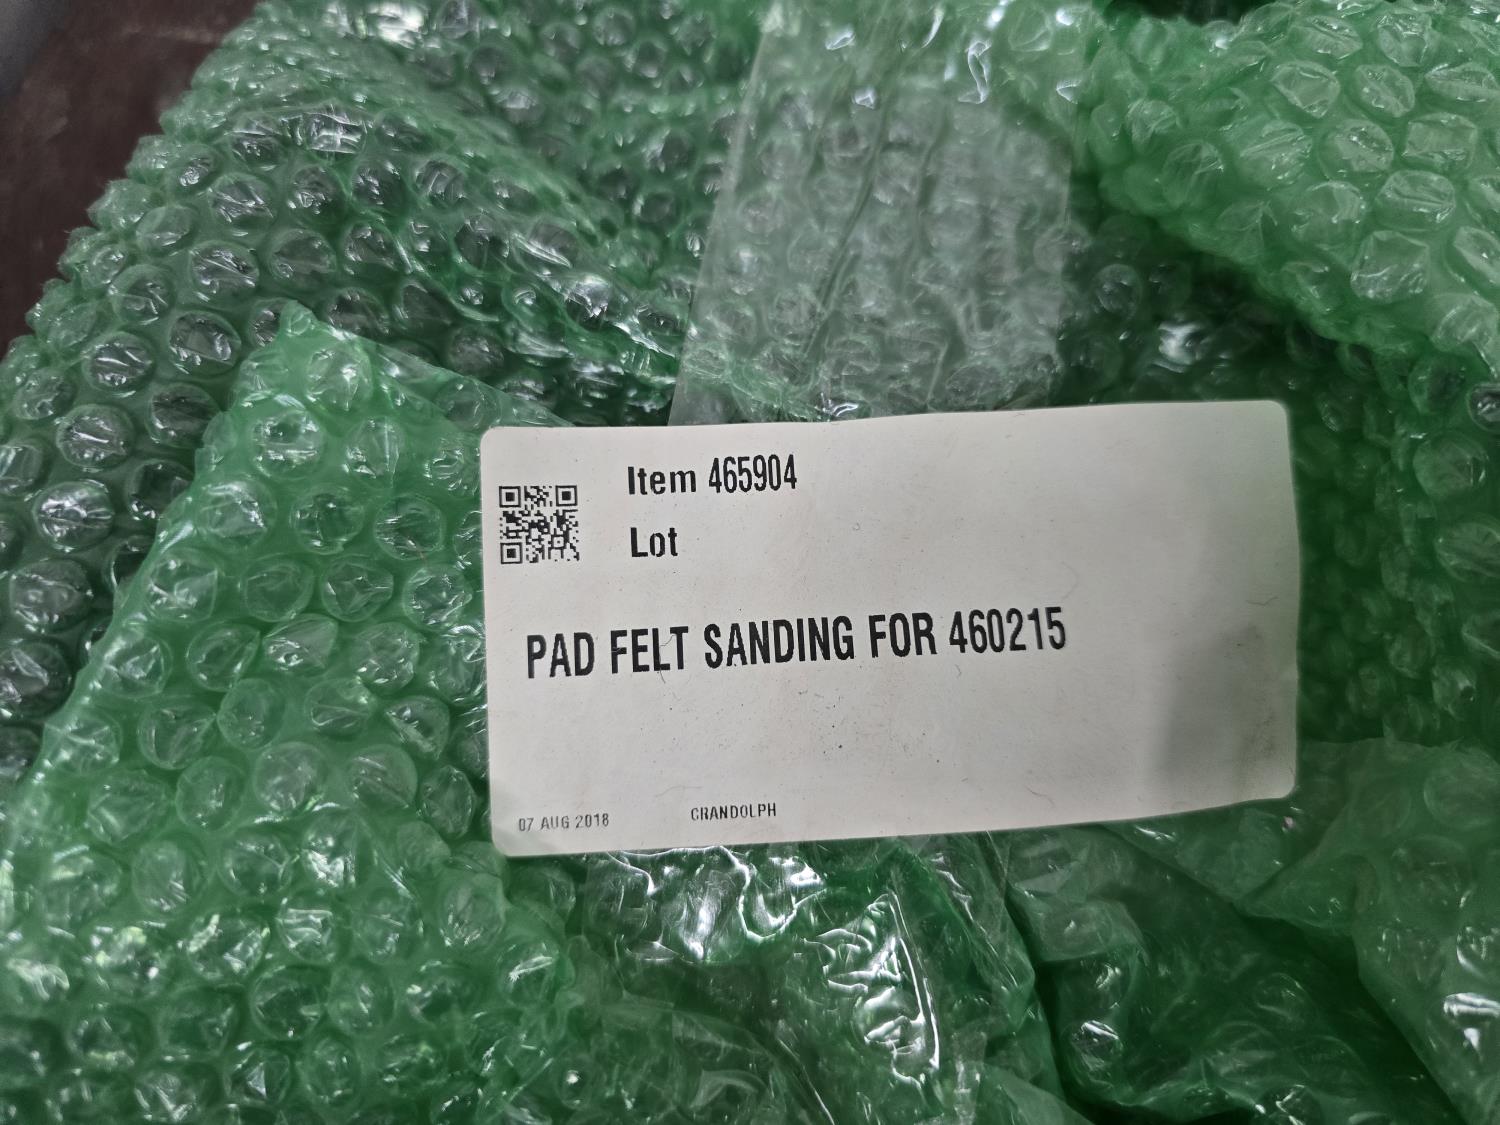 Item 465904
Lot
PAD FELT SANDING FOR 460215
07 AUG 2018 CRANDOLPH